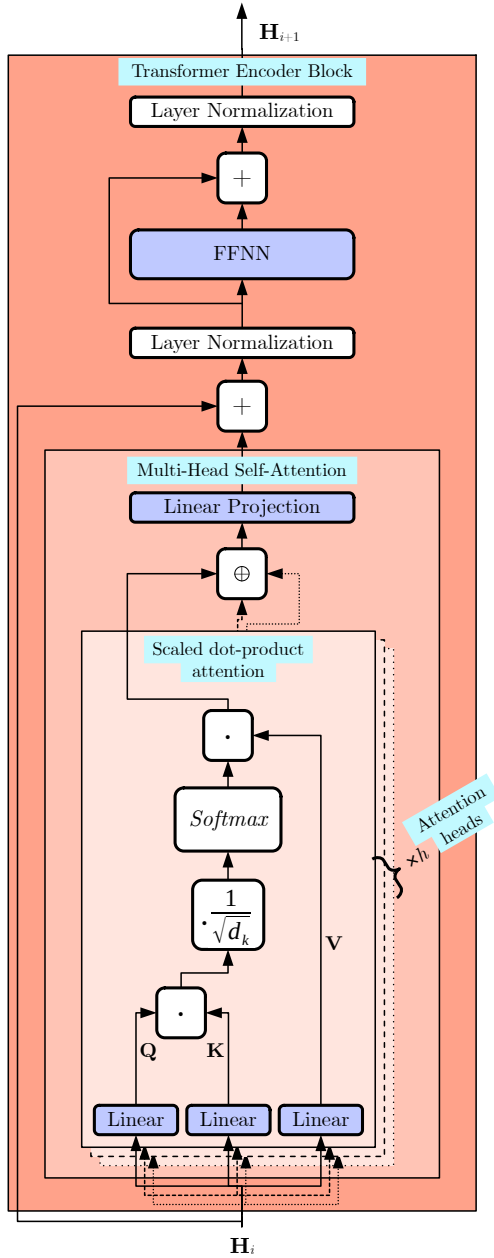 H_{i+1}
Transformer Encoder Block
Layer Normalization
+
FFNN
Layer Normalization
+
Multi-Head Self-Attention
Linear Projection
⊕
Scaled dot-product
attention
·
Softmax
Attention
heads
×h
· 1/√d_k
V
·
Q K
Linear Linear Linear
H_i